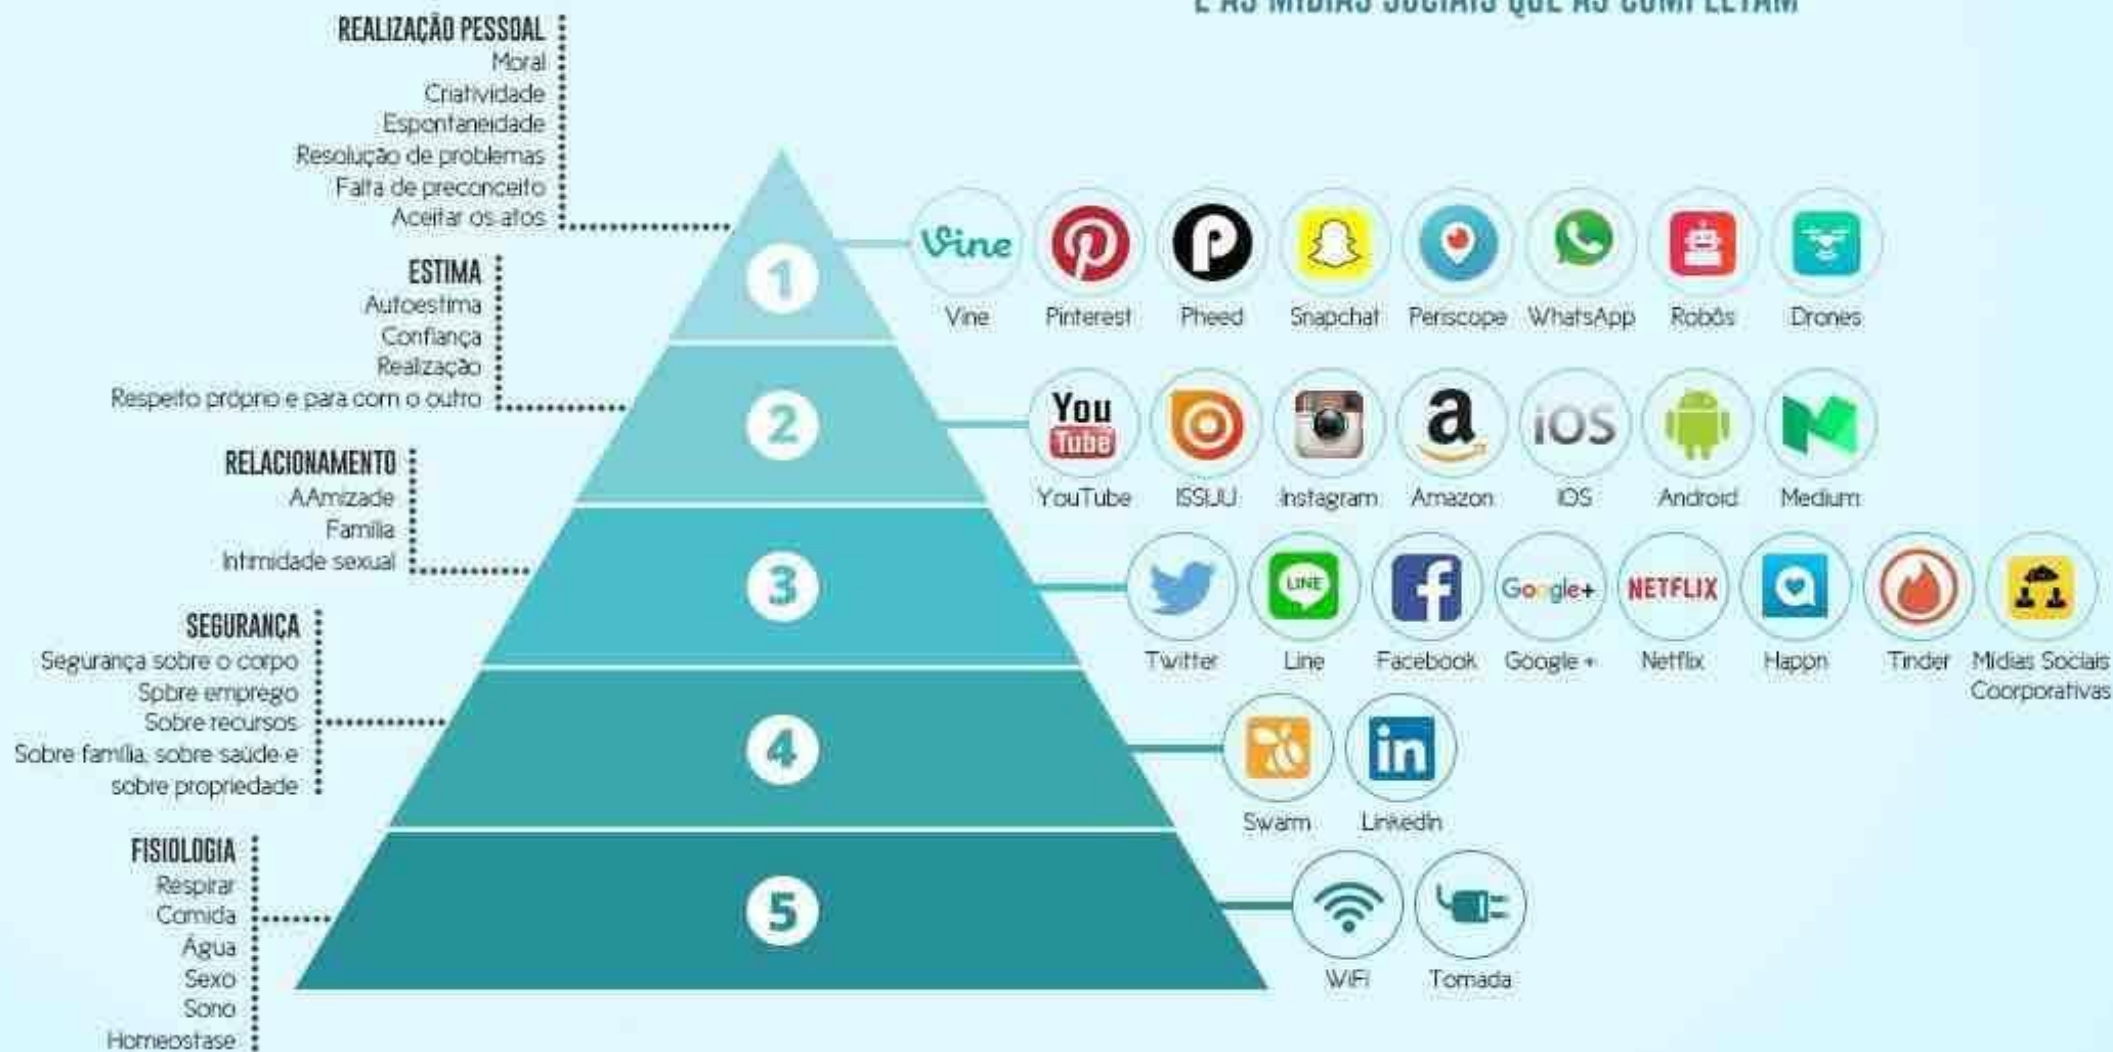 E AS MÍDIAS SOCIAIS QUE AS COMPLETAM
REALIZAÇÃO PESSOAL
Moral
Criatividade
Espontaneidade
Resolução de problemas
Falta de preconceito
Aceitar os atos
ESTIMA
Autoestima
Confiança
Realização
Respeito próprio e para com o outro
RELACIONAMENTO
AAmizade
Família
Intimidade sexual
SEGURANÇA
Segurança sobre o corpo
Sobre emprego
Sobre recursos
Sobre família, sobre saúde e
sobre propriedade
FISIOLOGIA
Respirar
Comida
Água
Sexo
Sono
Homeostase
1
2
3
4
5
Vine
Vine Pinterest Pheed Snapchat Periscope WhatsApp Robôs Drones
You Tube a iOS
YouTube ISSUU Instagram Amazon IOS Android Medium
LINE f Google+ NETFLIX
Twitter Line Facebook Google + Netflix Happn Tinder Mídias Sociais
Coorporativas
in
Swarm LinkedIn
WiFi Tomada